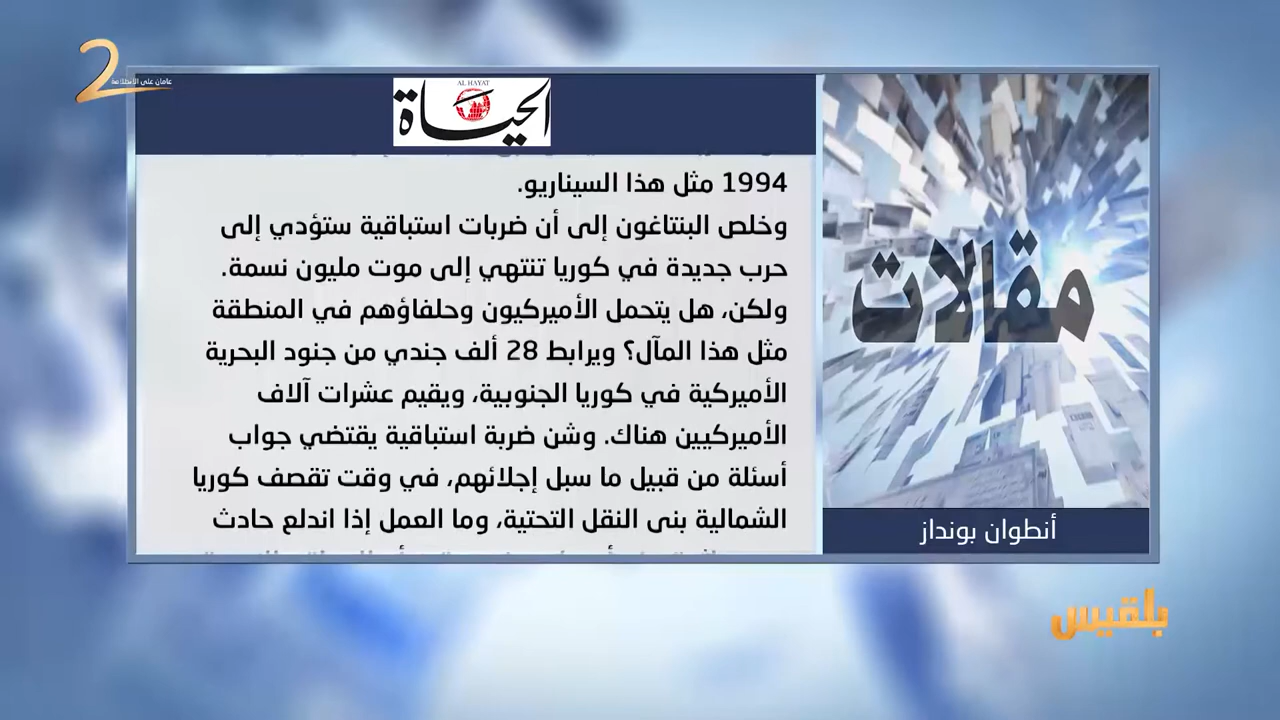 2
عامان على الانطلاقة
AL HAYAT
الحياة
1994 مثل هذا السيناريو.
وخلص البنتاغون إلى أن ضربات استباقية ستؤدي إلى
حرب جديدة في كوريا تنتهي إلى موت مليون نسمة.
ولكن، هل يتحمل الأميركيون وحلفاؤهم في المنطقة
مثل هذا المآل؟ ويرابط 28 ألف جندي من جنود البحرية
الأميركية في كوريا الجنوبية، ويقيم عشرات آلاف
الأميركيين هناك. وشن ضربة استباقية يقتضي جواب
أسئلة من قبيل ما سبل إجلائهم، في وقت تقصف كوريا
الشمالية بنى النقل التحتية، وما العمل إذا اندلع حادث
مقالات
أنطوان بونداز
بلقيس